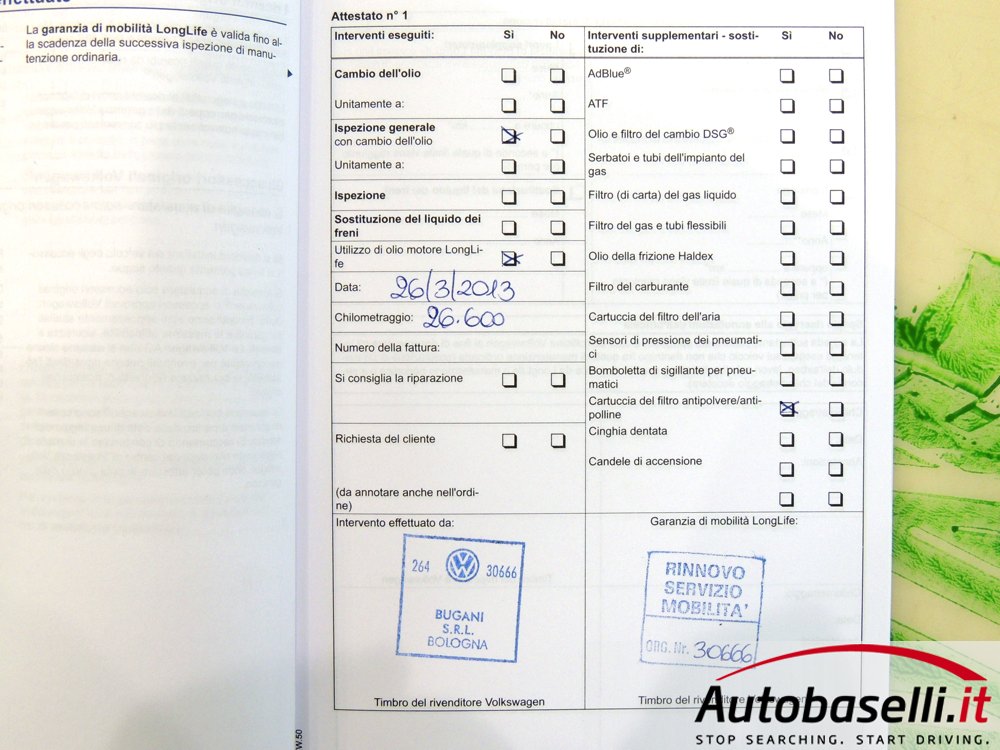 La garanzia di mobilità LongLife è valida fino al-
la scadenza della successiva ispezione di manu-
tenzione ordinaria.
Attestato n° 1
Interventi eseguiti: Sì No
Cambio dell'olio
Unitamente a:
Ispezione generale
con cambio dell'olio
Unitamente a:
Ispezione
Sostituzione del liquido dei
freni
Utilizzo di olio motore LongLi-
fe
Data: 26/3/2013
Chilometraggio: 26.600
Numero della fattura:
Si consiglia la riparazione
Richiesta del cliente
(da annotare anche nell'ordi-
ne)
Interventi supplementari - sosti-
tuzione di: Sì No
AdBlue®
ATF
Olio e filtro del cambio DSG®
Serbatoi e tubi dell'impianto del
gas
Filtro (di carta) del gas liquido
Filtro del gas e tubi flessibili
Olio della frizione Haldex
Filtro del carburante
Cartuccia del filtro dell'aria
Sensori di pressione dei pneumati-
ci
Bomboletta di sigillante per pneu-
matici
Cartuccia del filtro antipolvere/anti-
polline
Cinghia dentata
Candele di accensione
Intervento effettuato da:
264 30666
BUGANI
S.R.L.
BOLOGNA
Timbro del rivenditore Volkswagen
Garanzia di mobilità LongLife:
RINNOVO
SERVIZIO
MOBILITA'
ORG. Nr. 30666
Timbro del rivenditore Volkswagen
Autobaselli.it
STOP SEARCHING. START DRIVING.